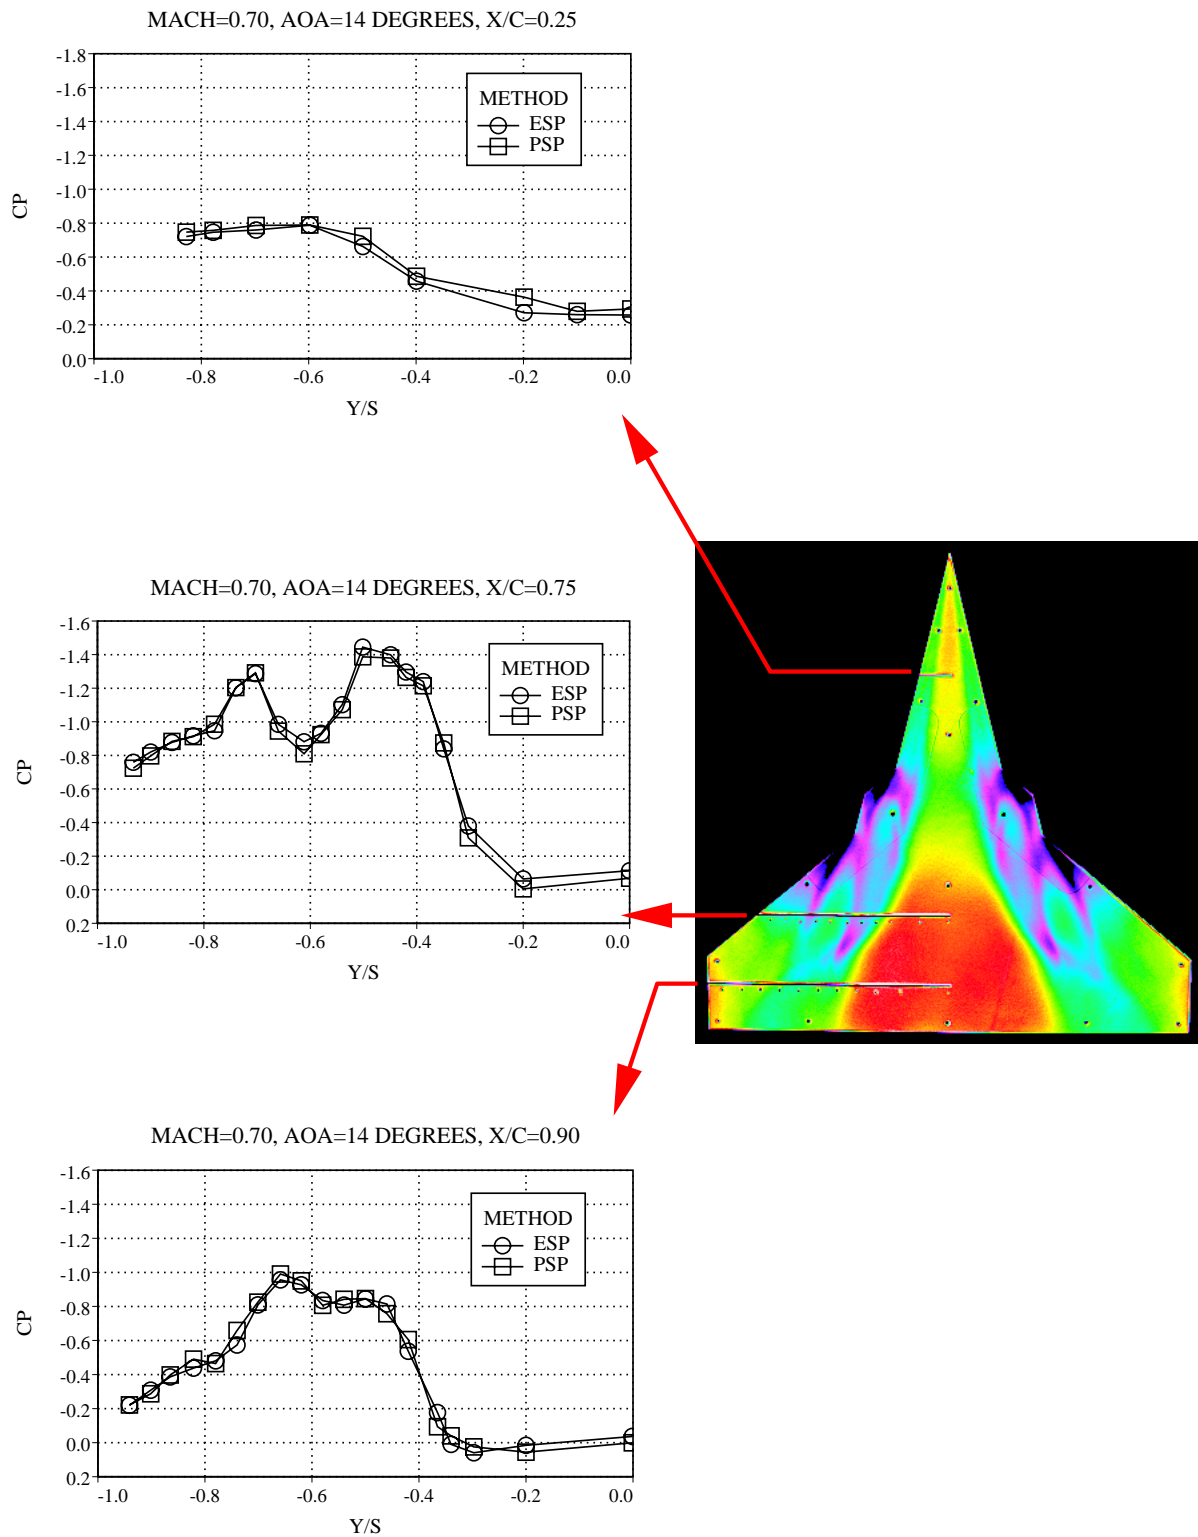 MACH=0.70, AOA=14 DEGREES, X/C=0.25
-1.8
-1.6
-1.4
-1.2
-1.0
-0.8
-0.6
-0.4
-0.2
0.0
CP
METHOD
ESP
PSP
-1.0 -0.8 -0.6 -0.4 -0.2 0.0
Y/S
MACH=0.70, AOA=14 DEGREES, X/C=0.75
-1.6
-1.4
-1.2
-1.0
-0.8
-0.6
-0.4
-0.2
0.0
0.2
CP
METHOD
ESP
PSP
-1.0 -0.8 -0.6 -0.4 -0.2 0.0
Y/S
MACH=0.70, AOA=14 DEGREES, X/C=0.90
-1.6
-1.4
-1.2
-1.0
-0.8
-0.6
-0.4
-0.2
0.0
0.2
CP
METHOD
ESP
PSP
-1.0 -0.8 -0.6 -0.4 -0.2 0.0
Y/S